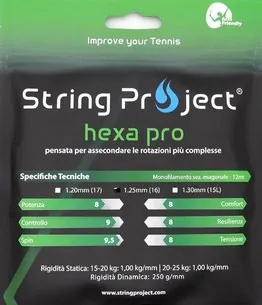 Friendly
Improve your Tennis
String Project®
hexa pro
pensata per assecondare le rotazioni più complesse
Specifiche Tecniche Monofilamento sez. esagonale - 12m
1.20mm (17) 1.25mm (16) 1.30mm (15L)
Potenza 8 8 Comfort
Controllo 9 8 Resilienza
Spin 9,5 8 Tensione
Rigidità Statica: 15-20 kg: 1,00 kg/mm | 20-25 kg: 1,00 kg/mm
Rigidità Dinamica: 250 g/mm
www.stringproject.com